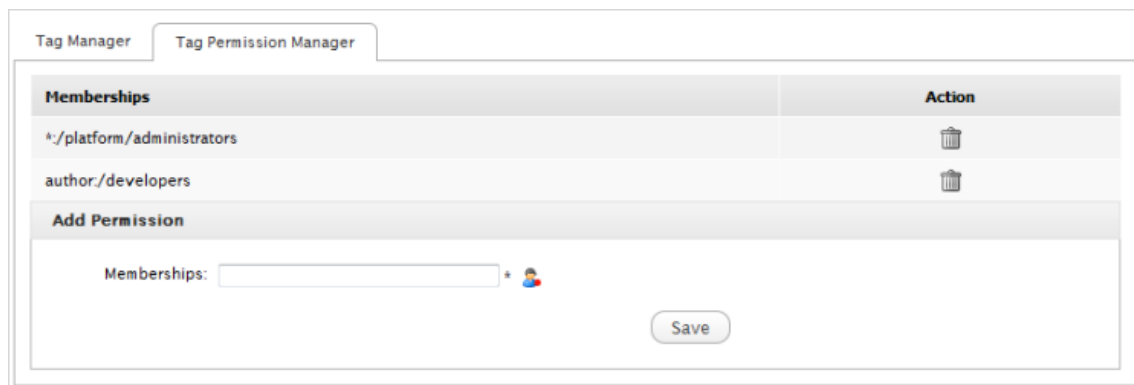 Tag Manager Tag Permission Manager
Memberships Action
*:/platform/administrators
author:/developers
Add Permission
Memberships: *
Save